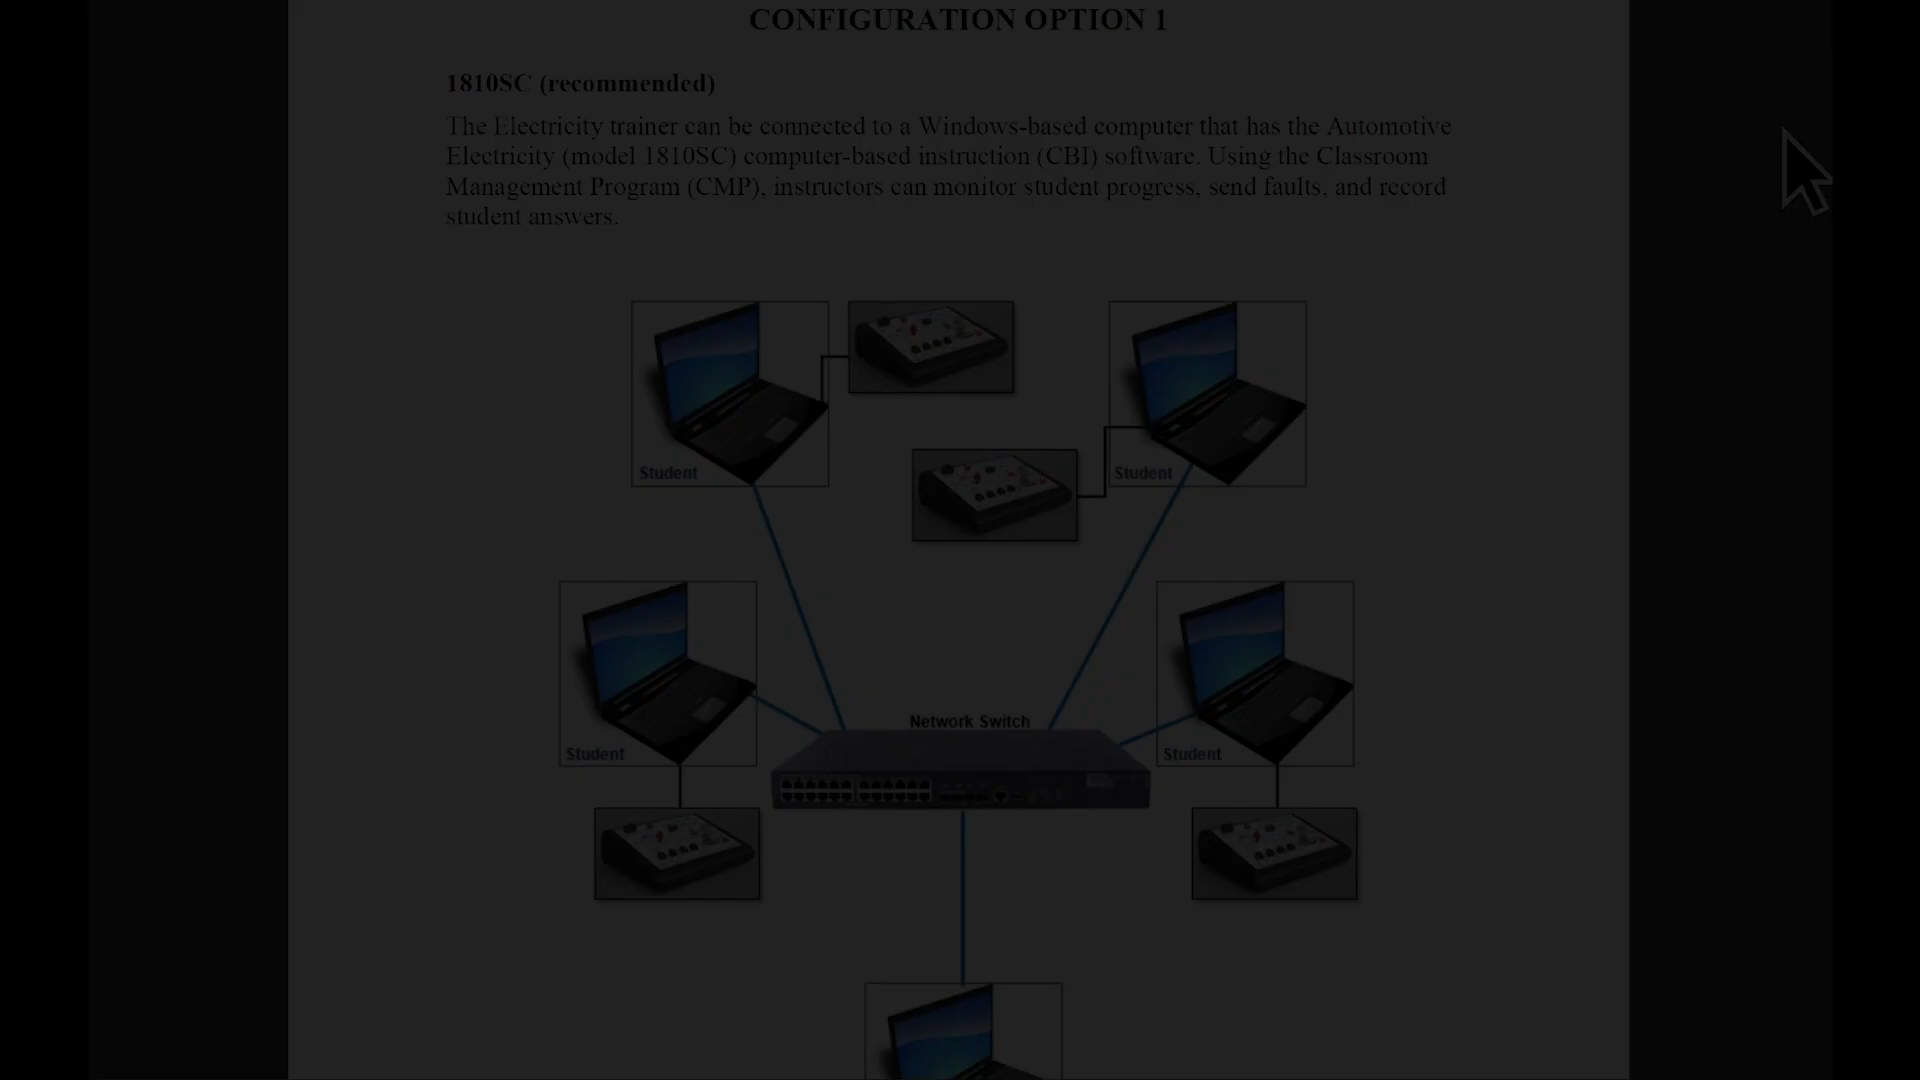 CONFIGURATION OPTION 1
1810SC (recommended)
The Electricity trainer can be connected to a Windows-based computer that has the Automotive
Electricity (model 1810SC) computer-based instruction (CBI) software. Using the Classroom
Management Program (CMP), instructors can monitor student progress, send faults, and record
student answers.
Student
Student
Network Switch
Student
Student